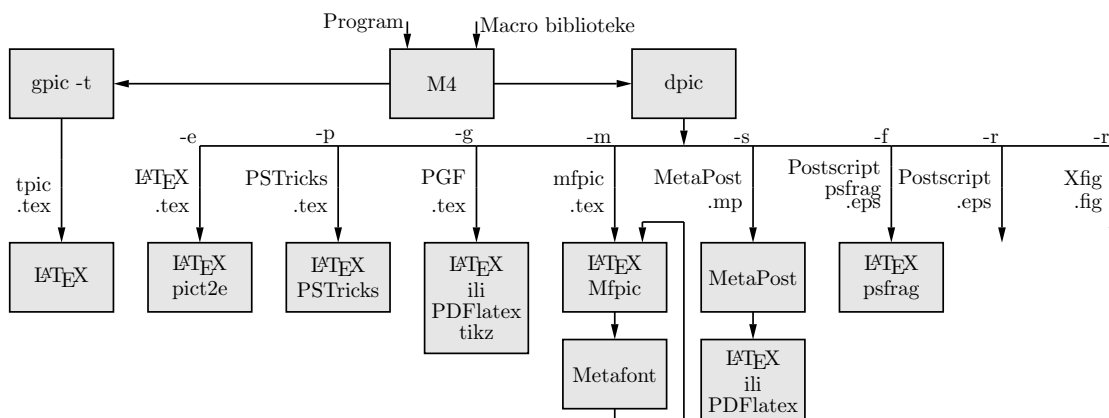 Program
Macro biblioteke
gpic -t
M4
dpic
-e
-p
-g
-m
-s
-f
-r
-r
tpic
.tex
LATEX
.tex
PSTricks
.tex
PGF
.tex
mfpic
.tex
MetaPost
.mp
Postscript
psfrag
.eps
Postscript
.eps
Xfig
.fig
LATEX
LATEX
pict2e
LATEX
PSTricks
LATEX
ili
PDFlatex
tikz
LATEX
Mfpic
MetaPost
LATEX
psfrag
Metafont
LATEX
ili
PDFlatex